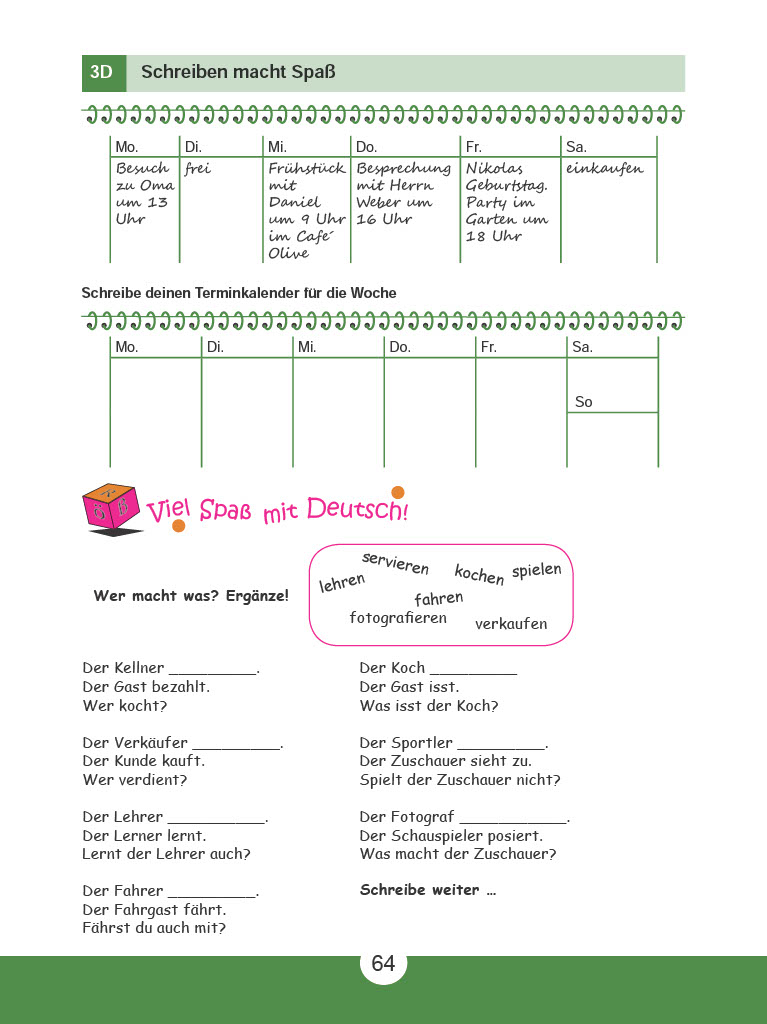 3D Schreiben macht Spaß
Mo. Di. Mi. Do. Fr. Sa.
Besuch
zu Oma
um 13
Uhr
frei
Frühstück
mit
Daniel
um 9 Uhr
im Cafe´
Olive
Besprechung
mit Herrn
Weber um
16 Uhr
Nikolas
Geburtstag.
Party im
Garten um
18 Uhr
einkaufen
Schreibe deinen Terminkalender für die Woche
Mo. Di. Mi. Do. Fr. Sa.
So
Viel Spaß mit Deutsch!
Wer macht was? Ergänze!
servieren
lehren
kochen
spielen
fahren
fotografieren
verkaufen
Der Kellner _________.
Der Gast bezahlt.
Wer kocht?
Der Verkäufer _________.
Der Kunde kauft.
Wer verdient?
Der Lehrer __________.
Der Lerner lernt.
Lernt der Lehrer auch?
Der Fahrer _________.
Der Fahrgast fährt.
Fährst du auch mit?
Der Koch _________
Der Gast isst.
Was isst der Koch?
Der Sportler _________.
Der Zuschauer sieht zu.
Spielt der Zuschauer nicht?
Der Fotograf ___________.
Der Schauspieler posiert.
Was macht der Zuschauer?
Schreibe weiter ...
64